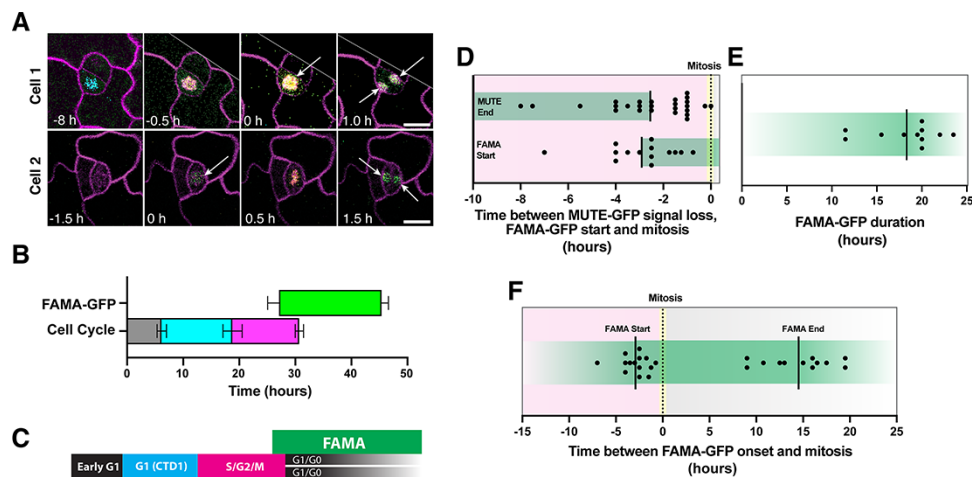 A
Cell 1
-8 h
-0.5 h
0 h
1.0 h
Cell 2
-1.5 h
0 h
0.5 h
1.5 h
B
FAMA-GFP
Cell Cycle
0 10 20 30 40 50
Time (hours)
C
FAMA
Early G1
G1 (CTD1)
S/G2/M
G1/G0
G1/G0
D
Mitosis
MUTE
End
FAMA
Start
-10 -8 -6 -4 -2 0
Time between MUTE-GFP signal loss,
FAMA-GFP start and mitosis
(hours)
E
0 5 10 15 20 25
FAMA-GFP duration
(hours)
F
Mitosis
FAMA Start
FAMA End
-15 -10 -5 0 5 10 15 20 25
Time between FAMA-GFP onset and mitosis
(hours)